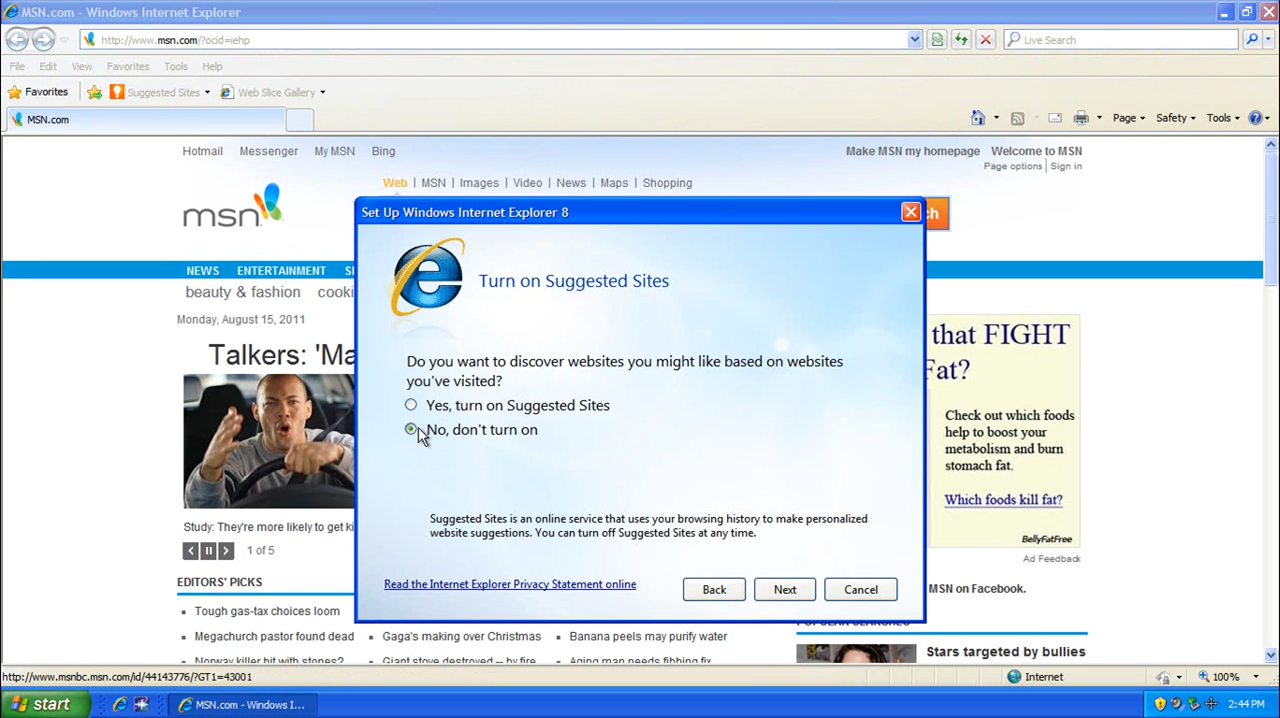 MSN.com - Windows Internet Explorer
http://www.msn.com/?ocid=iehp
Live Search
File Edit View Favorites Tools Help
Favorites Suggested Sites Web Slice Gallery
MSN.com
Page Safety Tools
Hotmail Messenger My MSN Bing
Make MSN my homepage Welcome to MSN
Page options Sign in
Web | MSN | Images | Video | News | Maps | Shopping
msn
Set Up Windows Internet Explorer 8
Turn on Suggested Sites
Do you want to discover websites you might like based on websites
you've visited?
Yes, turn on Suggested Sites
No, don't turn on
Suggested Sites is an online service that uses your browsing history to make personalized
website suggestions. You can turn off Suggested Sites at any time.
Read the Internet Explorer Privacy Statement online
Back Next Cancel
NEWS ENTERTAINMENT
beauty & fashion
Monday, August 15, 2011
Talkers: 'Ma
Study: They're more likely to get
1 of 5
EDITORS' PICKS
Tough gas-tax choices loom
Megachurch pastor found dead
Norway killer hit with stones?
Gaga's making over Christmas
Giant stove destroyed -- by fire
Banana peels may purify water
Aging man needs fibbing fix
that FIGHT
Fat?
Check out which foods
help to boost your
metabolism and burn
stomach fat.
Which foods kill fat?
BellyFatFree
Ad Feedback
MSN on Facebook.
POPULAR SEARCHES
Stars targeted by bullies
http://www.msnbc.msn.com/id/44143776/?GT1=43001
Internet
100%
start
MSN.com - Windows I...
2:44 PM